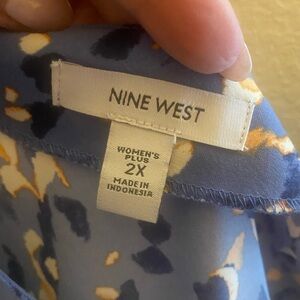 NINE WEST
WOMEN'S
PLUS
2X
MADE IN
INDONESIA